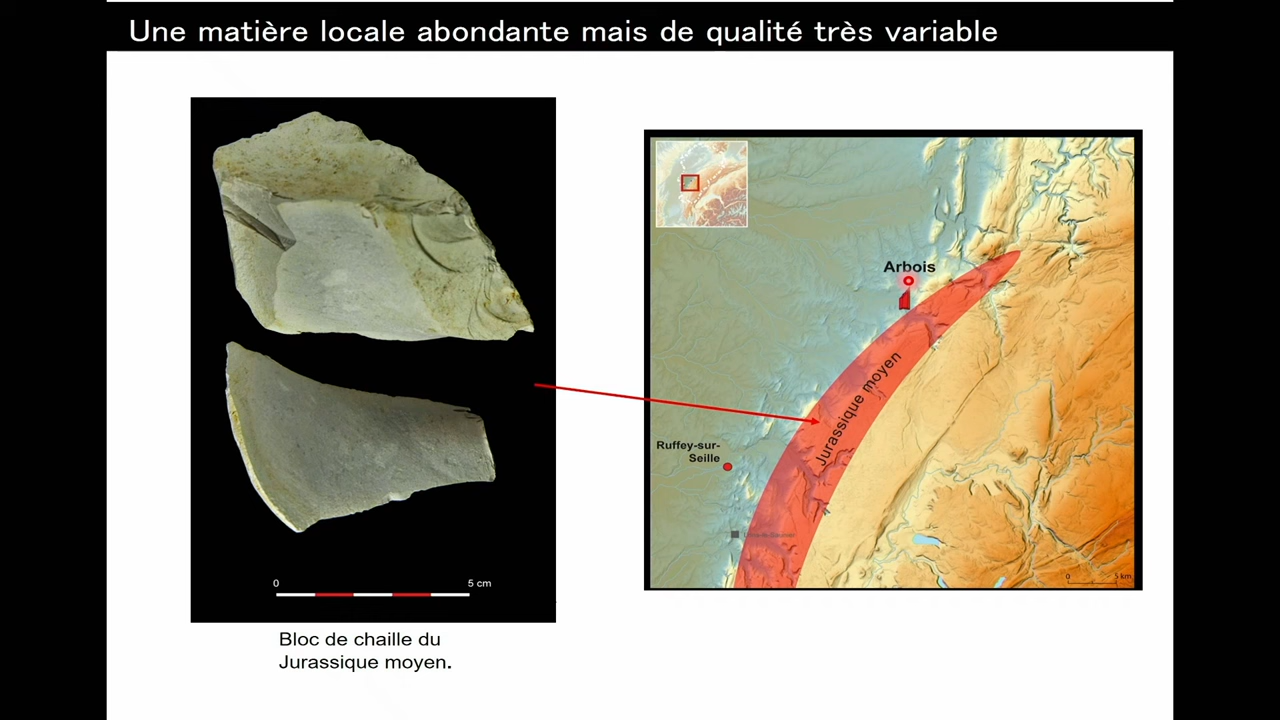 Une matière locale abondante mais de qualité très variable
Arbois
Jurassique moyen
Ruffey-sur-
Seille
0 5 km
0 5 cm
Bloc de chaille du
Jurassique moyen.